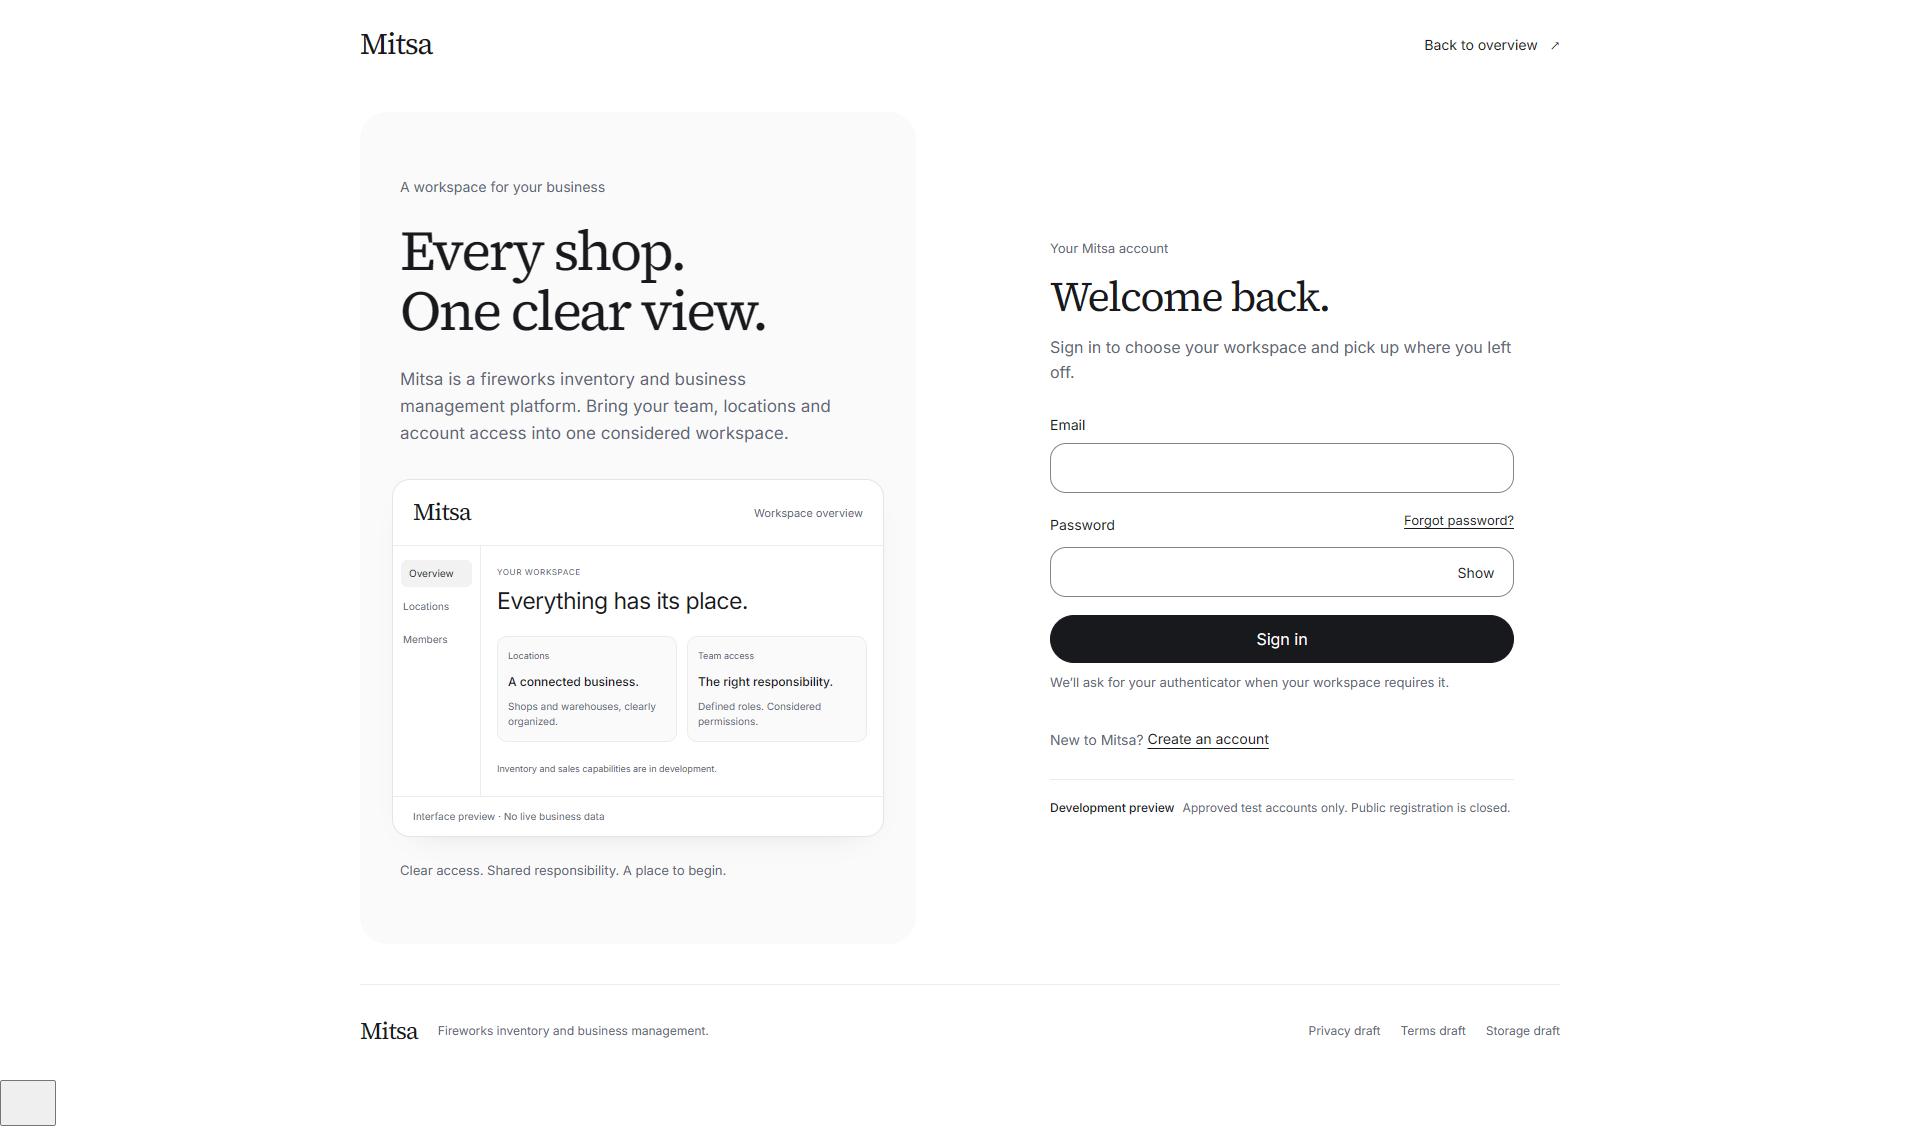 Mitsa
Back to overview ↗
A workspace for your business
Every shop.
One clear view.
Mitsa is a fireworks inventory and business
management platform. Bring your team, locations and
account access into one considered workspace.
Mitsa
Workspace overview
Overview
Locations
Members
YOUR WORKSPACE
Everything has its place.
Locations
A connected business.
Shops and warehouses, clearly
organized.
Team access
The right responsibility.
Defined roles. Considered
permissions.
Inventory and sales capabilities are in development.
Interface preview · No live business data
Clear access. Shared responsibility. A place to begin.
Your Mitsa account
Welcome back.
Sign in to choose your workspace and pick up where you left
off.
Email
Password
Forgot password?
Show
Sign in
We'll ask for your authenticator when your workspace requires it.
New to Mitsa? Create an account
Development preview Approved test accounts only. Public registration is closed.
Mitsa
Fireworks inventory and business management.
Privacy draft
Terms draft
Storage draft